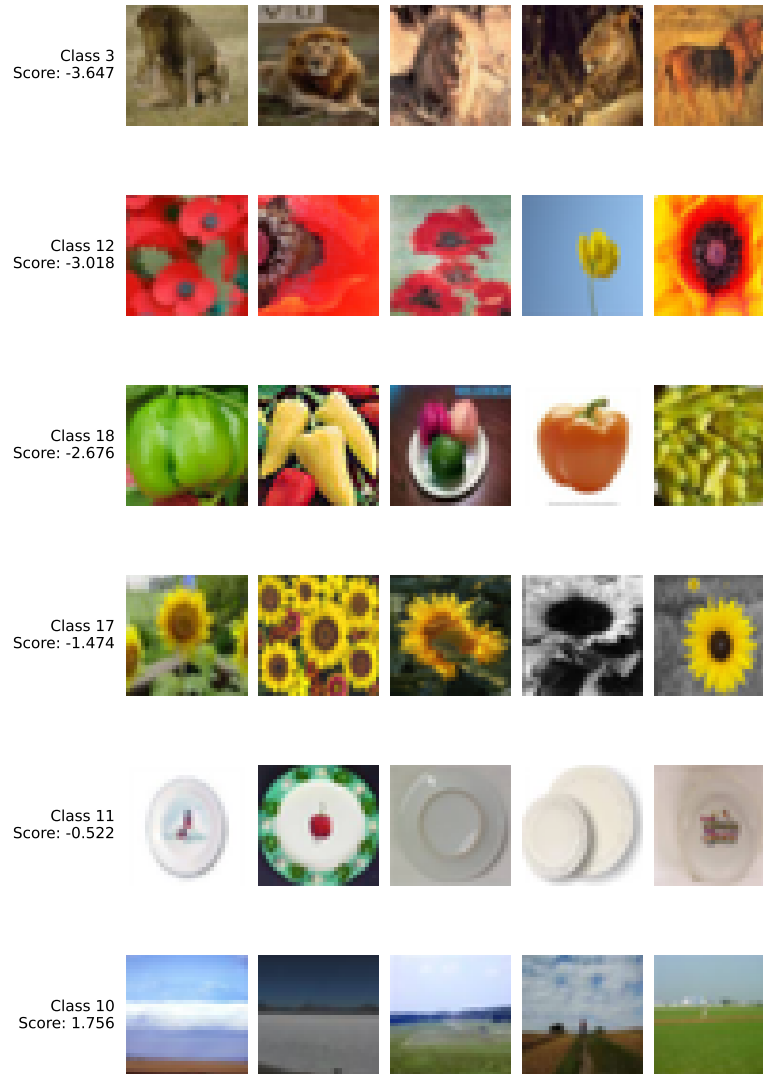 Class 3
Score: -3.647
Class 12
Score: -3.018
Class 18
Score: -2.676
Class 17
Score: -1.474
Class 11
Score: -0.522
Class 10
Score: 1.756